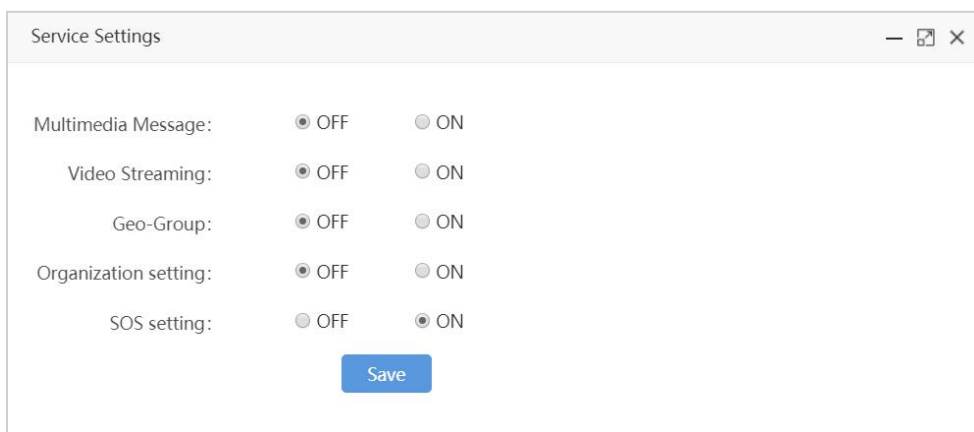 Service Settings
Multimedia Message: OFF ON
Video Streaming: OFF ON
Geo-Group: OFF ON
Organization setting: OFF ON
SOS setting: OFF ON
Save